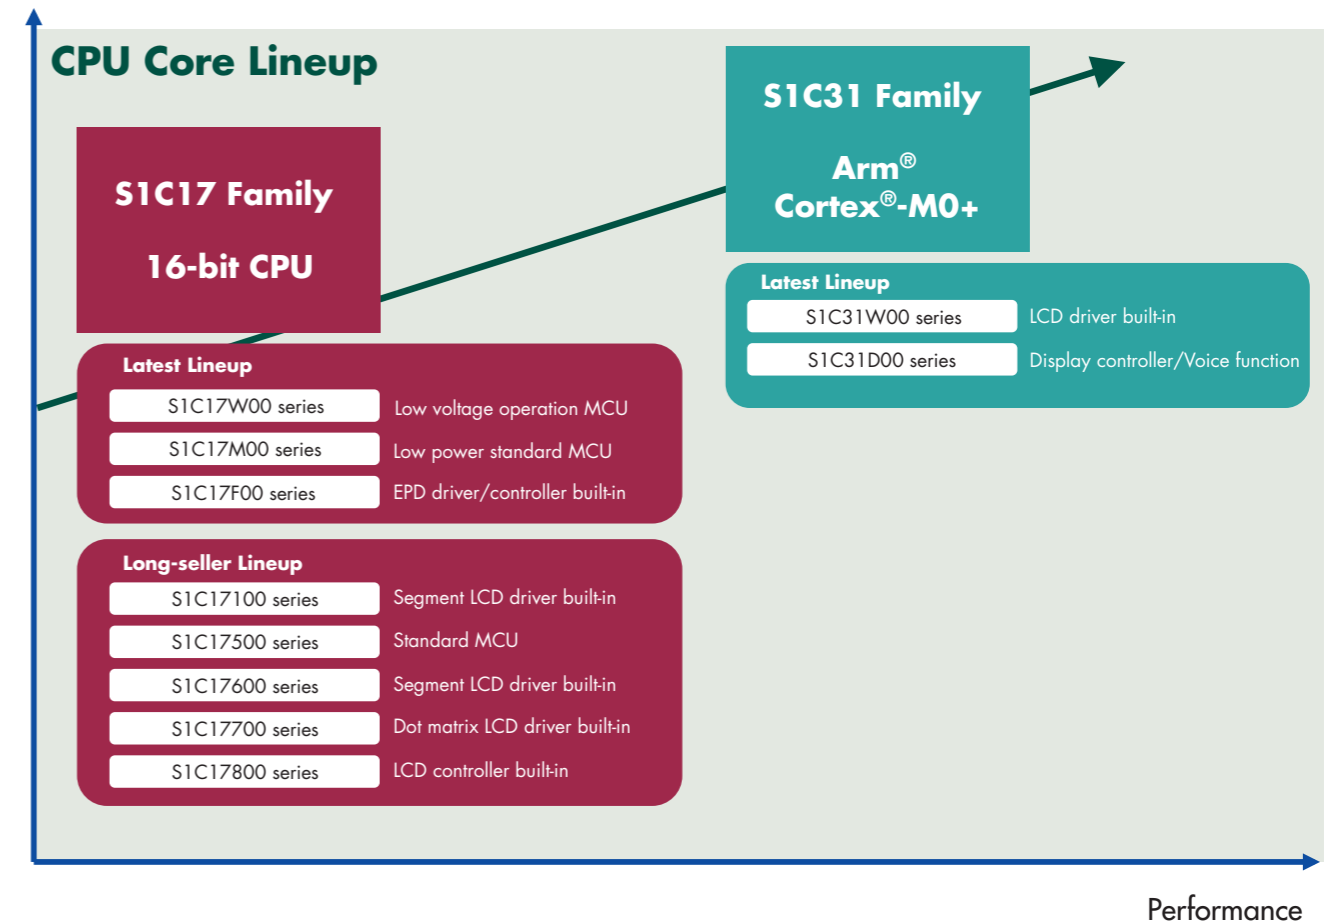 CPU Core Lineup
S1C17 Family
16-bit CPU
Latest Lineup
S1C17W00 series Low voltage operation MCU
S1C17M00 series Low power standard MCU
S1C17F00 series EPD driver/controller built-in
Long-seller Lineup
S1C17100 series Segment LCD driver built-in
S1C17500 series Standard MCU
S1C17600 series Segment LCD driver built-in
S1C17700 series Dot matrix LCD driver built-in
S1C17800 series LCD controller built-in
S1C31 Family
Arm®
Cortex®-M0+
Latest Lineup
S1C31W00 series LCD driver built-in
S1C31D00 series Display controller/Voice function
Performance